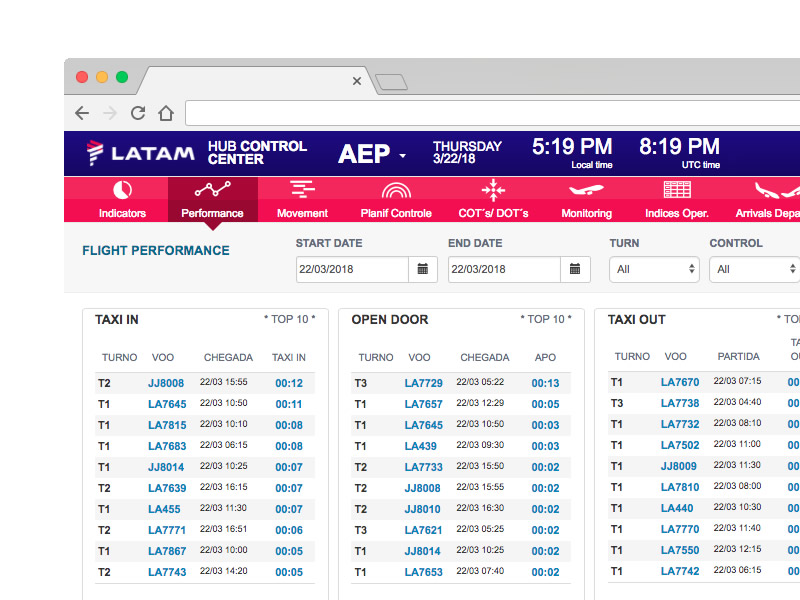 LATAM HUB CONTROL CENTER AEP THURSDAY 3/22/18 5:19 PM Local time 8:19 PM UTC time
Indicators Performance Movement Planif Controle COT´s/ DOT´s Monitoring Indices Oper. Arrivals Depa
FLIGHT PERFORMANCE
START DATE END DATE TURN CONTROL
22/03/2018 22/03/2018 All All
TAXI IN * TOP 10 *
TURNO VOO CHEGADA TAXI IN
T2 JJ8008 22/03 15:55 00:12
T1 LA7645 22/03 10:50 00:11
T1 LA7815 22/03 10:10 00:08
T1 LA7683 22/03 06:15 00:08
T1 JJ8014 22/03 10:25 00:07
T2 LA7639 22/03 16:15 00:07
T1 LA455 22/03 11:30 00:07
T2 LA7771 22/03 16:51 00:06
T1 LA7867 22/03 10:00 00:05
T2 LA7743 22/03 14:20 00:05
OPEN DOOR * TOP 10 *
TURNO VOO CHEGADA APO
T3 LA7729 22/03 05:22 00:13
T1 LA7657 22/03 12:29 00:05
T1 LA7645 22/03 10:50 00:03
T1 LA439 22/03 09:30 00:03
T2 LA7733 22/03 15:50 00:02
T2 JJ8008 22/03 15:55 00:02
T2 JJ8010 22/03 16:30 00:02
T3 LA7621 22/03 05:25 00:02
T1 JJ8014 22/03 10:25 00:02
T1 LA7653 22/03 07:40 00:02
TAXI OUT * TO
TURNO VOO PARTIDA TA OU
T1 LA7670 22/03 07:15 00
T3 LA7738 22/03 04:40 00
T1 LA7732 22/03 08:10 00
T1 LA7502 22/03 11:00 00
T1 JJ8009 22/03 11:30 00
T1 LA7810 22/03 08:00 00
T1 LA440 22/03 10:30 00
T1 LA7770 22/03 11:40 00
T1 LA7550 22/03 12:15 00
T1 LA7742 22/03 06:15 00